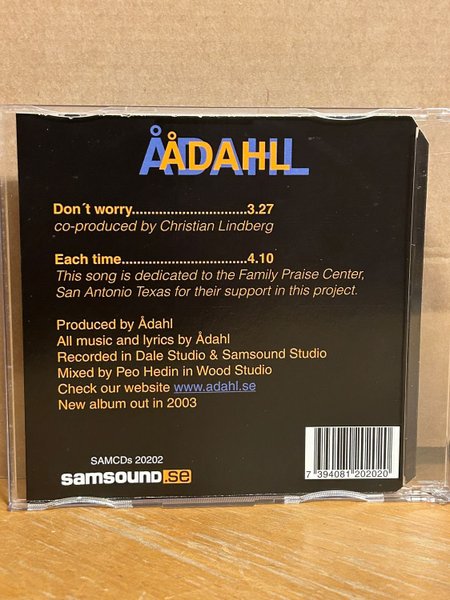 ÅDAHL
Don´t worry..............................3.27
co-produced by Christian Lindberg
Each time.................................4.10
This song is dedicated to the Family Praise Center,
San Antonio Texas for their support in this project.
Produced by Ådahl
All music and lyrics by Ådahl
Recorded in Dale Studio & Samsound Studio
Mixed by Peo Hedin in Wood Studio
Check our website www.adahl.se
New album out in 2003
SAMCDs 20202
samsound.se
7 394081 202020